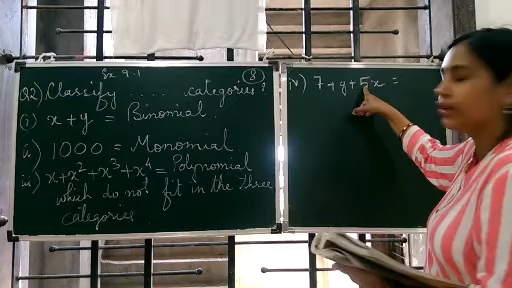 Ex 9.1
8
Q2) Classify .... categories?
(i) x+y = Binomial
ii) 1000 = Monomial
iii) x+x²+x³+x⁴ = Polynomial
which do not fit in the three
categories
iv) 7+y+5x =